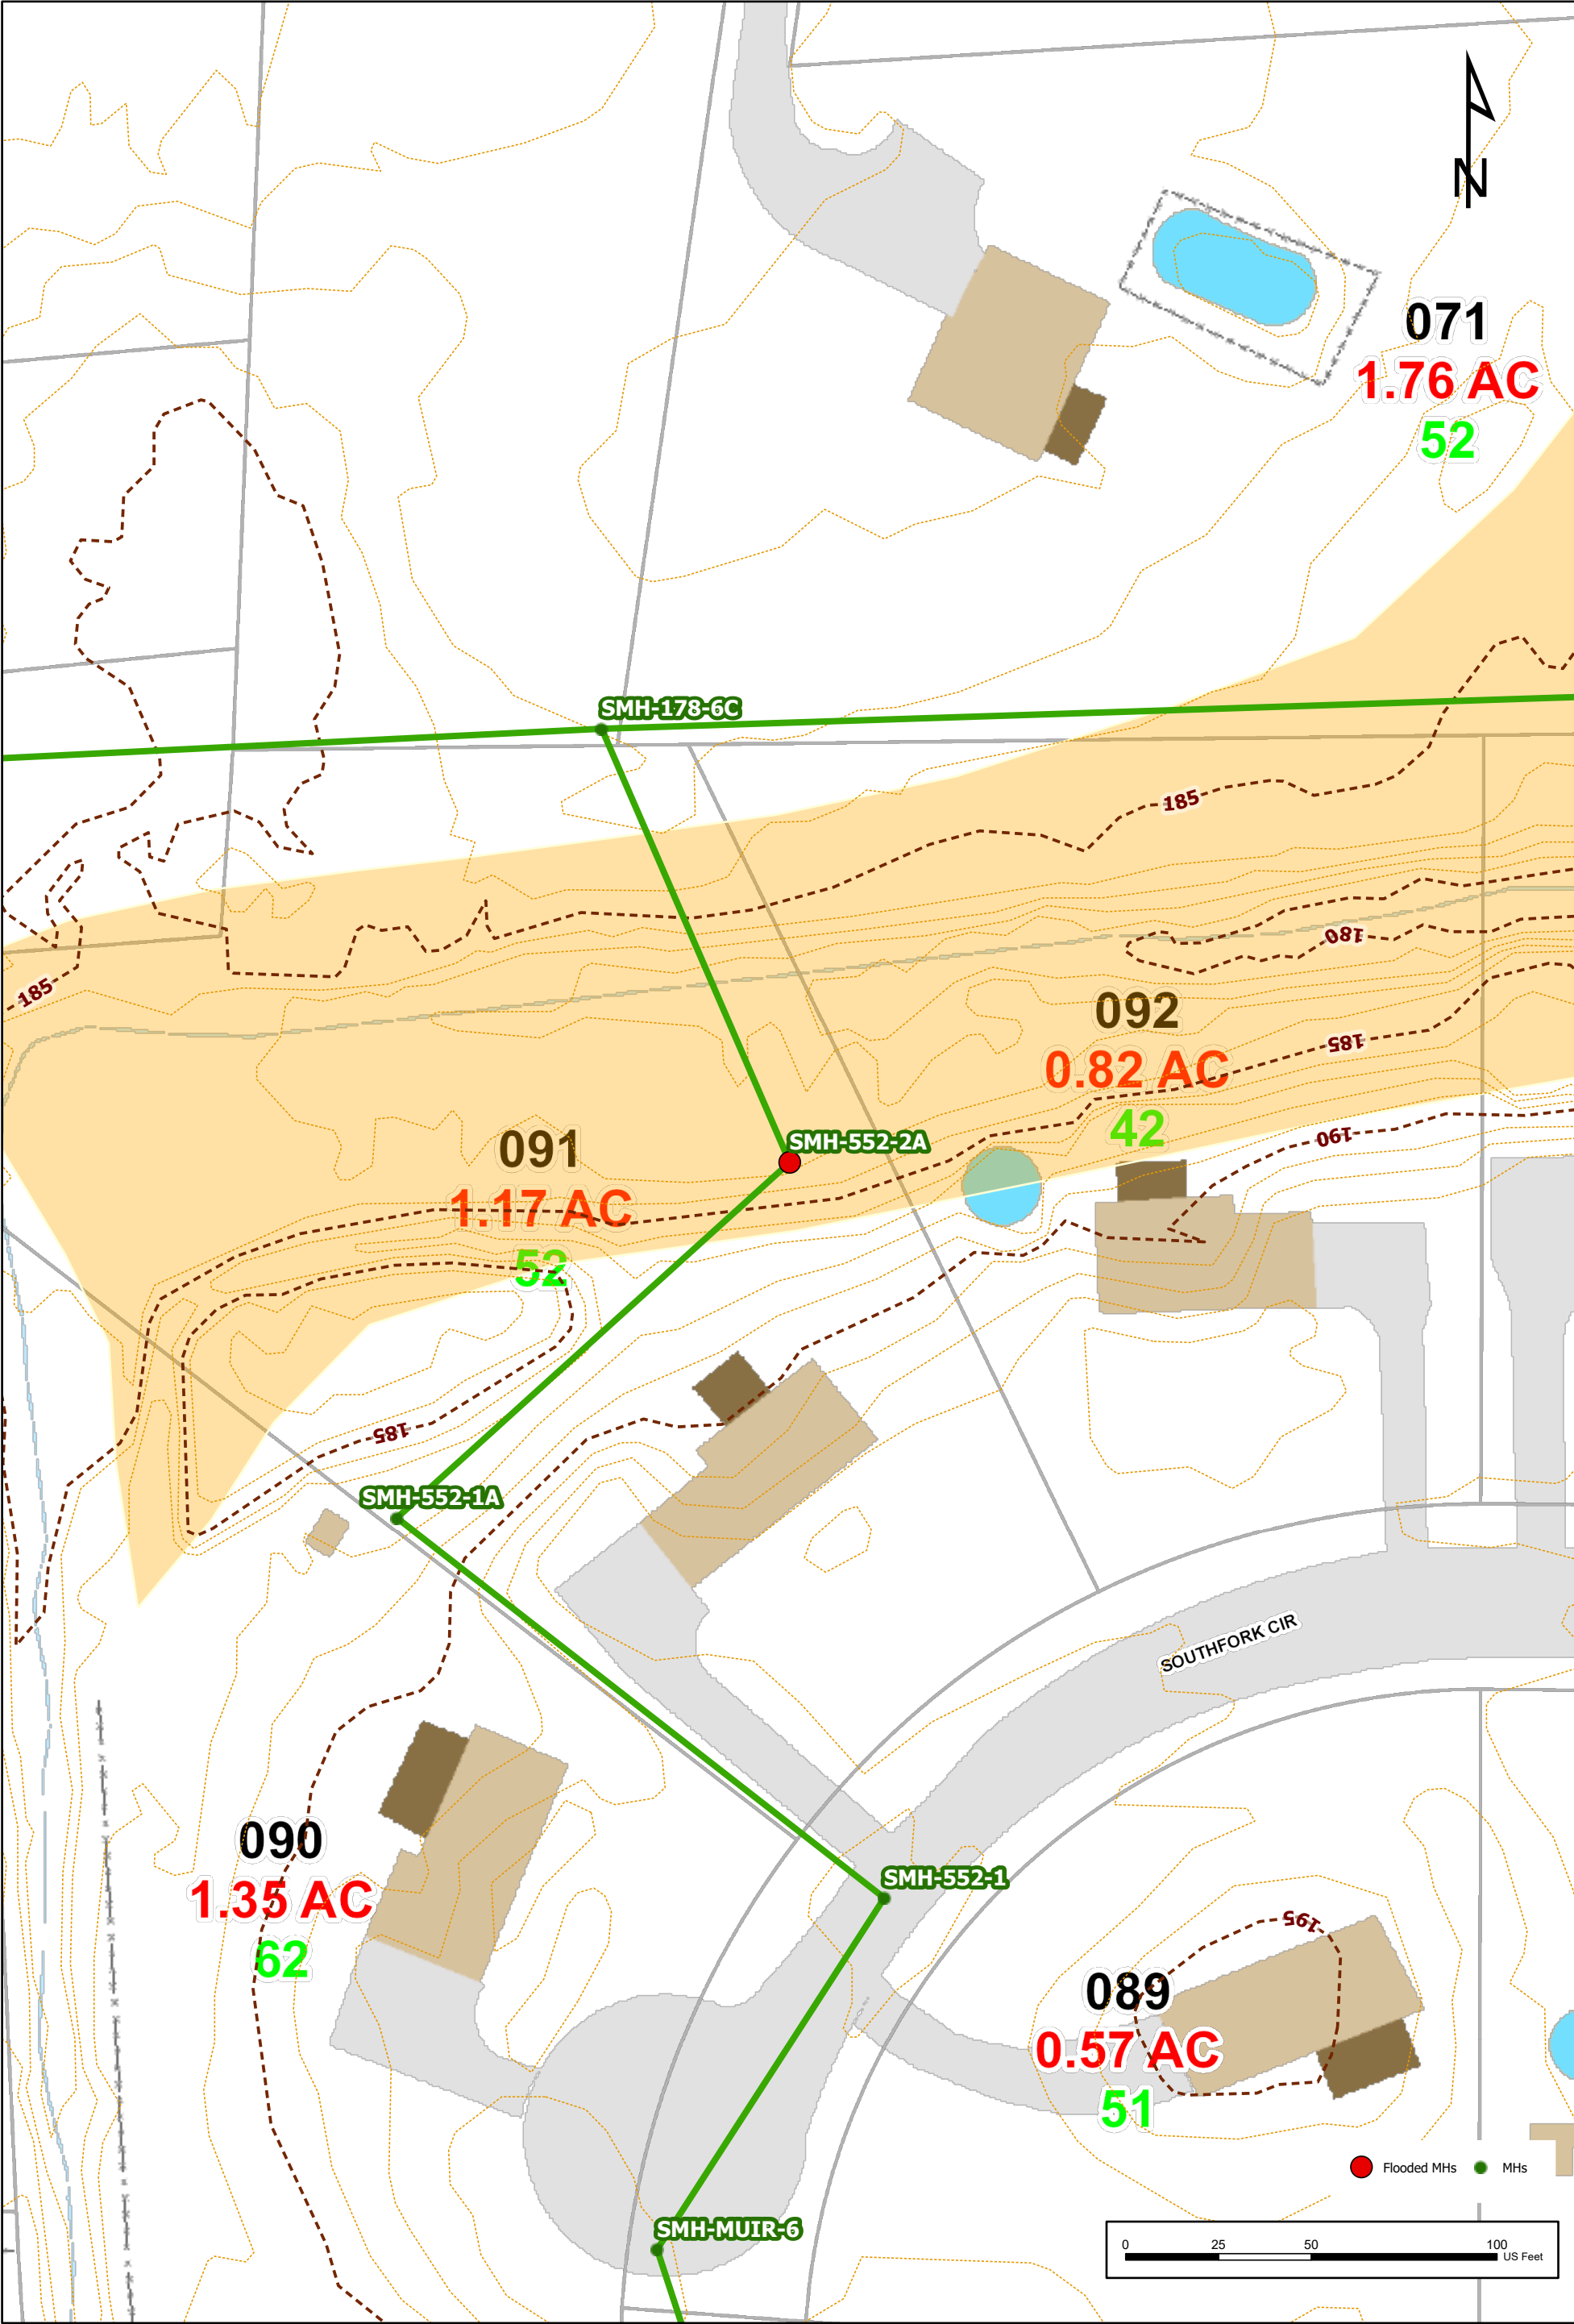 N
071
1.76 AC
52
SMH-178-6C
185
180
185
092
0.82 AC
42
185
SMH-552-2A
190
091
1.17 AC
52
185
SMH-552-1A
SOUTHFORK CIR
090
1.35 AC
62
SMH-552-1
195
089
0.57 AC
51
Flooded MHs
MHs
SMH-MUIR-6
0 25 50 100
US Feet